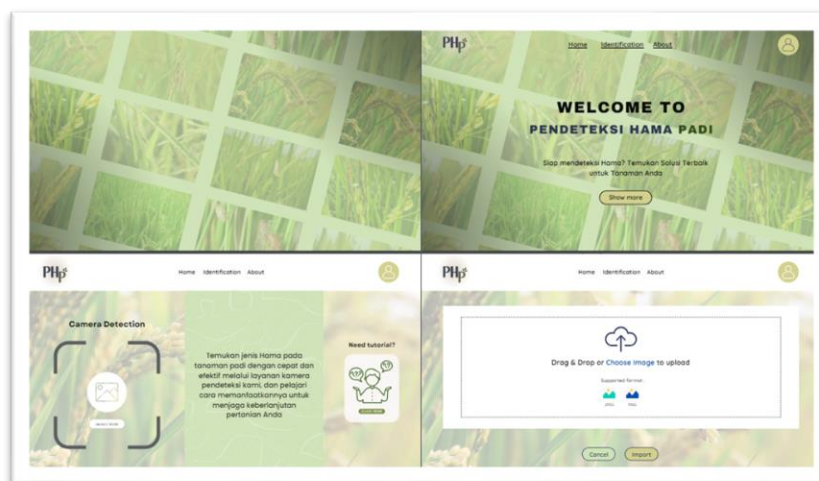 PHp
Home Identification About
WELCOME TO
PENDETEKSI HAMA PADI
Siap mendeteksi Hama? Temukan Solusi Terbaik
untuk Tanaman Anda
Show more
PHp
Home Identification About
Camera Detection
Temukan jenis Hama pada
tanaman padi dengan cepat dan
efektif melalui layanan kamera
pendeteksi kami, dan pelajari
cara memanfaatkannya untuk
menjaga keberlanjutan
pertanian Anda
Need tutorial?
PHp
Home Identification About
Drag & Drop or Choose Image to upload
Supported format
Cancel Import